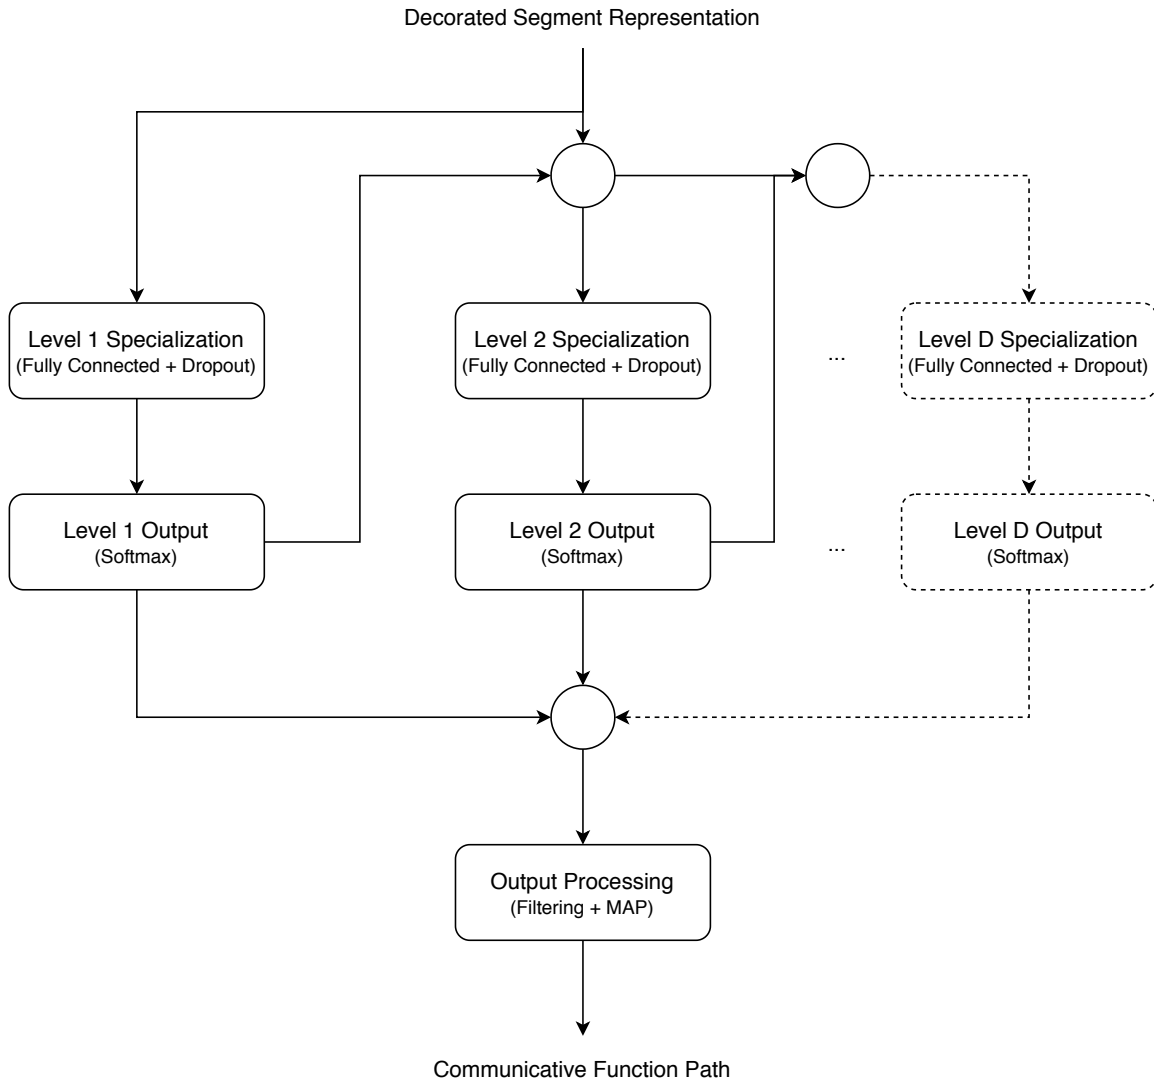 Decorated Segment Representation
Level 1 Specialization
(Fully Connected + Dropout)
Level 2 Specialization
(Fully Connected + Dropout)
...
Level D Specialization
(Fully Connected + Dropout)
Level 1 Output
(Softmax)
Level 2 Output
(Softmax)
...
Level D Output
(Softmax)
Output Processing
(Filtering + MAP)
Communicative Function Path